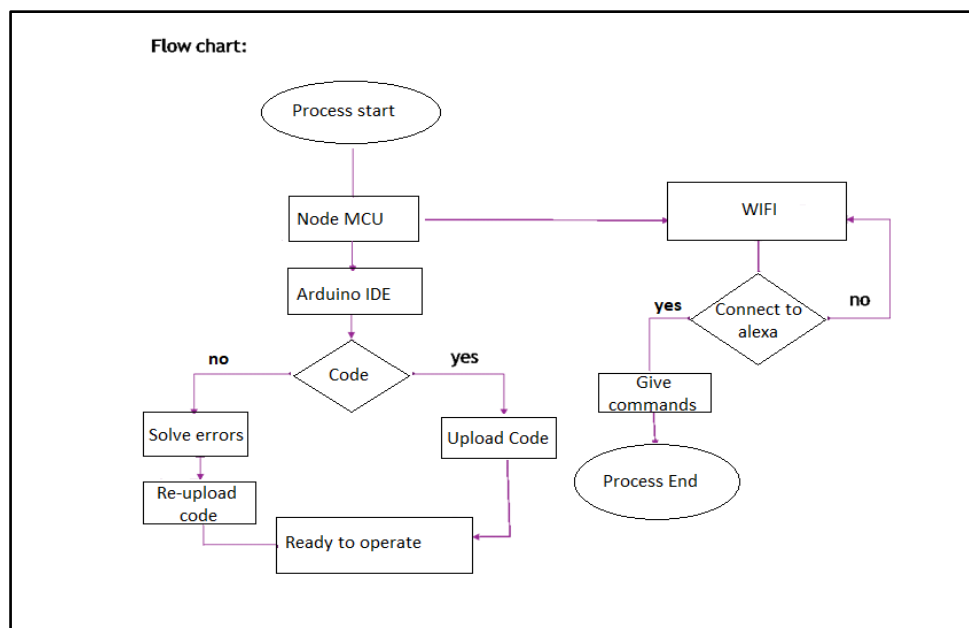 Flow chart:
Process start
Node MCU
WIFI
Arduino IDE
yes
Connect to
alexa
no
no
Code
yes
Give
commands
Solve errors
Upload Code
Process End
Re-upload
code
Ready to operate